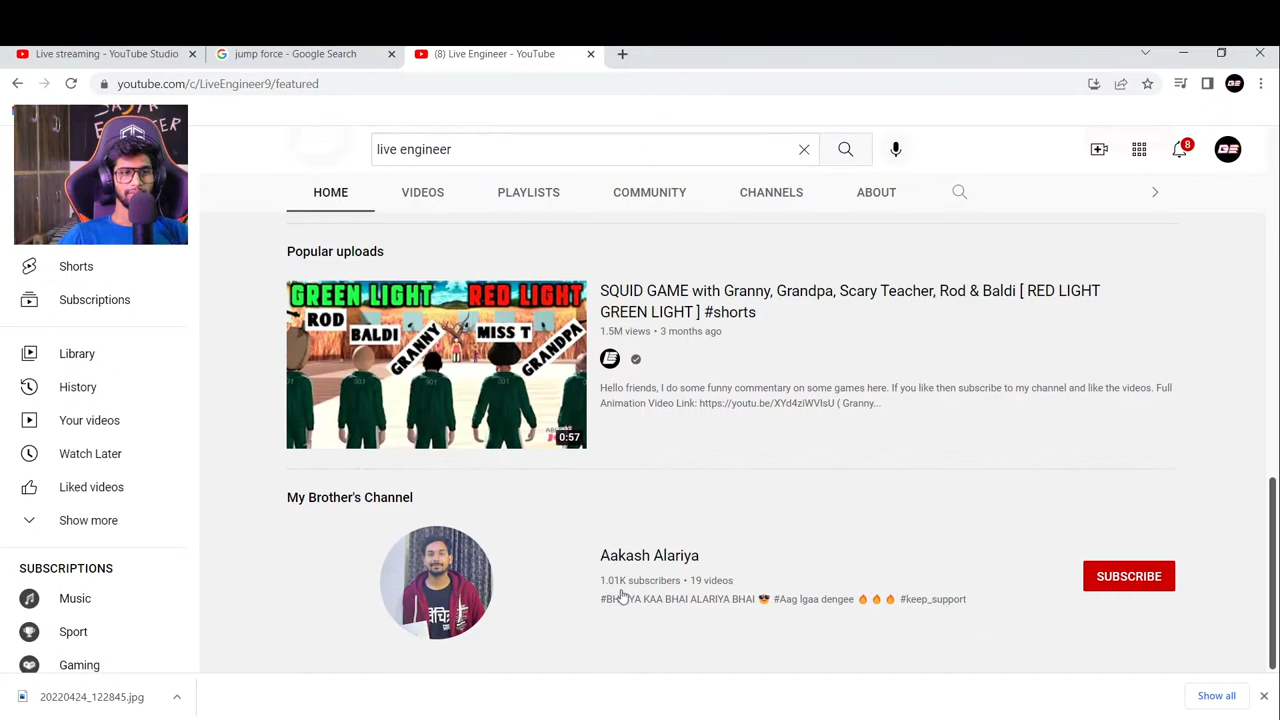 Live streaming - YouTube Studio
jump force - Google Search
(8) Live Engineer - YouTube
youtube.com/c/LiveEngineer9/featured
live engineer
8
HOME VIDEOS PLAYLISTS COMMUNITY CHANNELS ABOUT
Shorts
Subscriptions
Library
History
Your videos
Watch Later
Liked videos
Show more
SUBSCRIPTIONS
Music
Sport
Gaming
Popular uploads
GREEN LIGHT RED LIGHT
ROD
BALDI
GRANNY
MISS T
GRANDPA
0:57
SQUID GAME with Granny, Grandpa, Scary Teacher, Rod & Baldi [ RED LIGHT
GREEN LIGHT ] #shorts
1.5M views • 3 months ago
Hello friends, I do some funny commentary on some games here. If you like then subscribe to my channel and like the videos. Full
Animation Video Link: https://youtu.be/XYd4ziWVIsU ( Granny...
My Brother's Channel
Aakash Alariya
1.01K subscribers • 19 videos
KAA BHAI ALARIYA BHAI 😎 #Aag lgaa dengee 🔥 🔥 🔥 #keep_support
SUBSCRIBE
20220424_122845.jpg
Show all